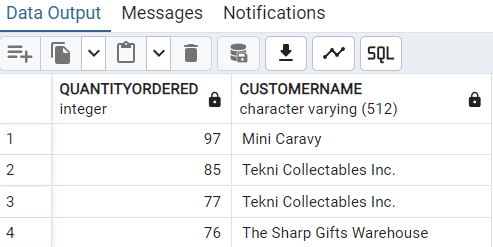 Data Output Messages Notifications
SQL
QUANTITYORDERED CUSTOMERNAME
integer character varying (512)
1 97 Mini Caravy
2 85 Tekni Collectables Inc.
3 77 Tekni Collectables Inc.
4 76 The Sharp Gifts Warehouse